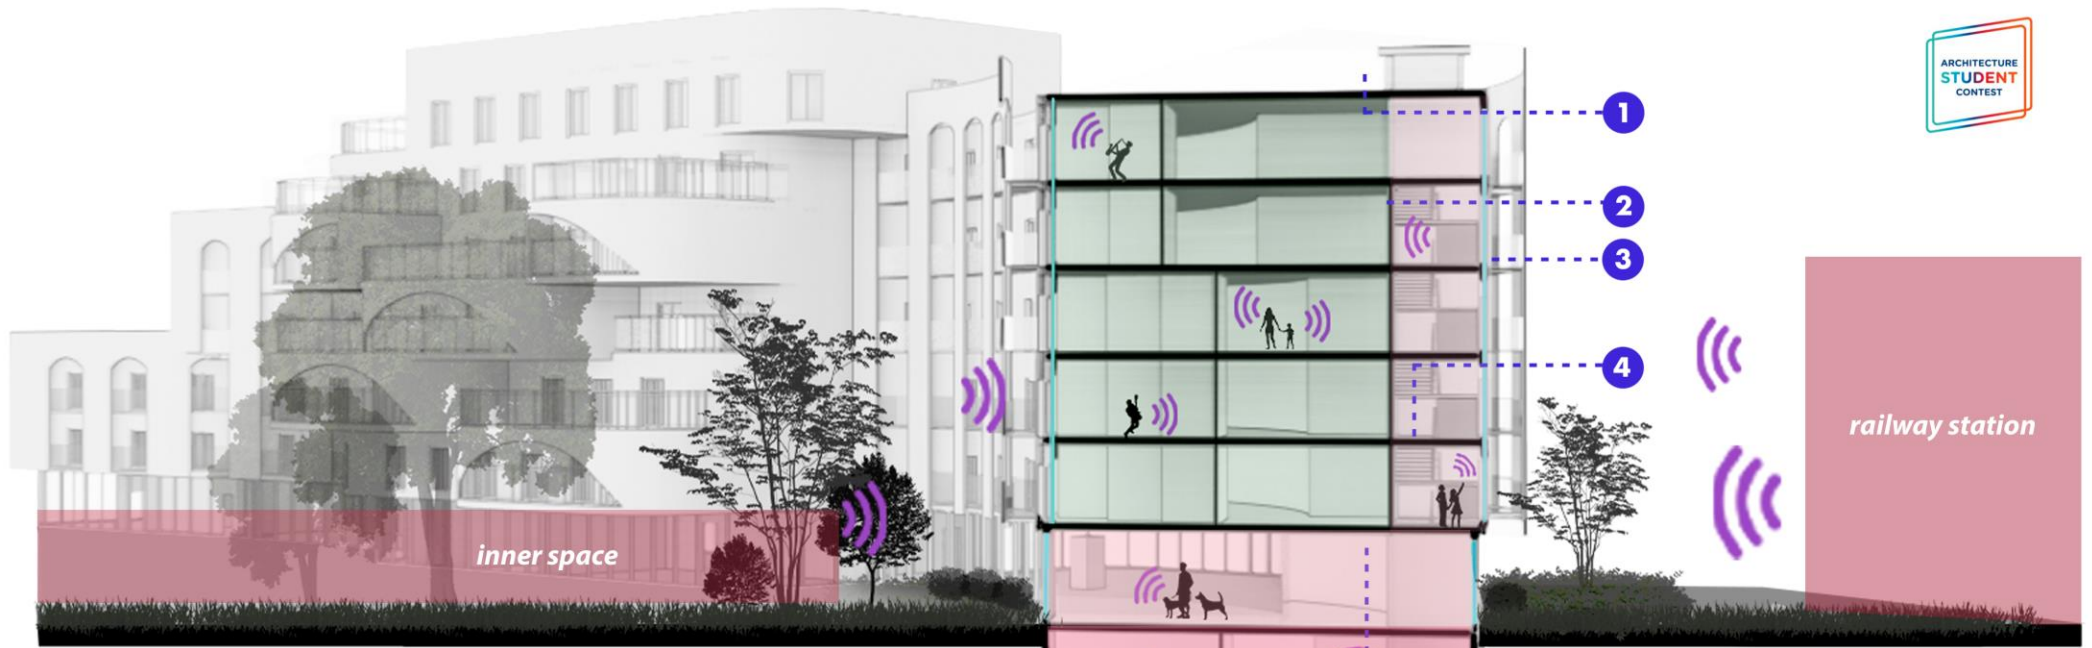 ARCHITECTURE
STUDENT
CONTEST
1
2
3
4
railway station
inner space